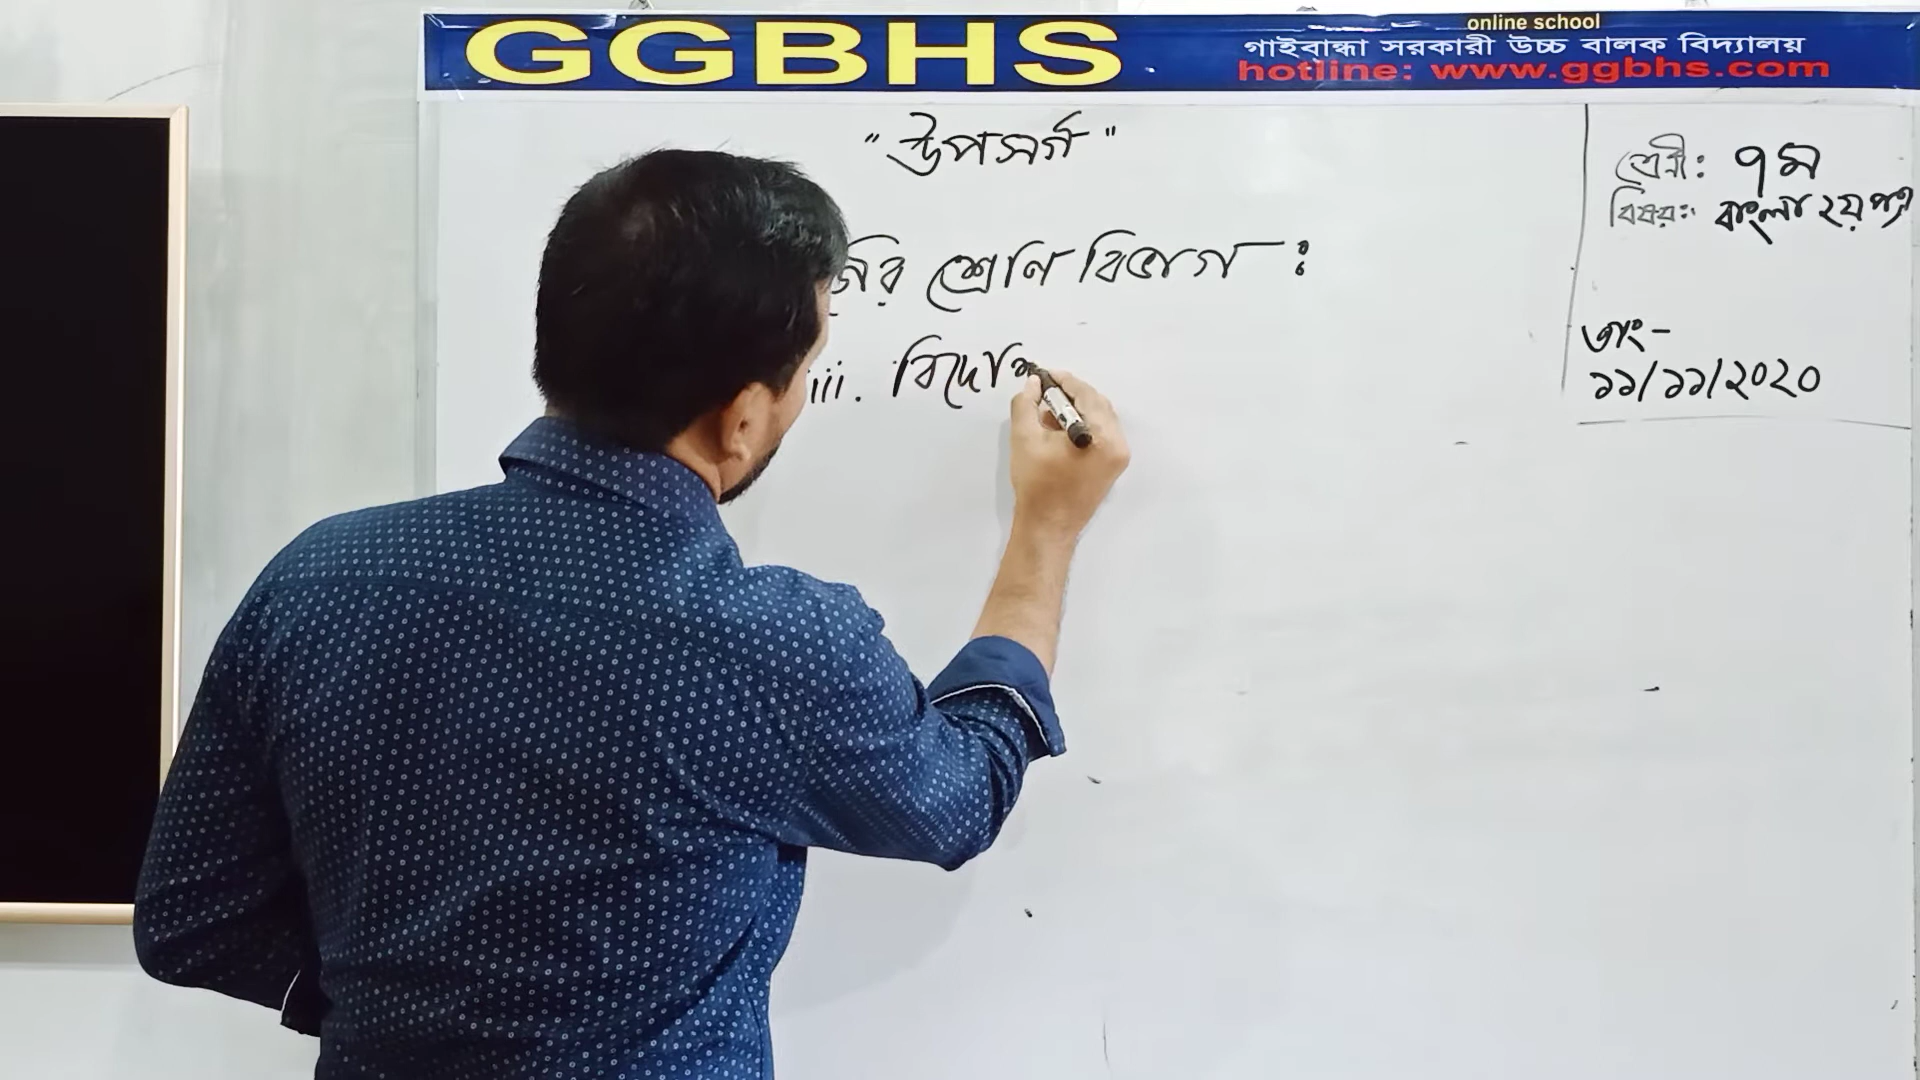 GGBHS
online school
গাইবান্ধা সরকারী উচ্চ বালক বিদ্যালয়
hotline: www.ggbhs.com
"উপসর্গ"
শ্রেণি বিভাগ :
iii. বিদেশি
শ্রেণী: ৭ম
বিষয়: বাংলা ২য় পত্র
তাং-
১১/১১/২০২০